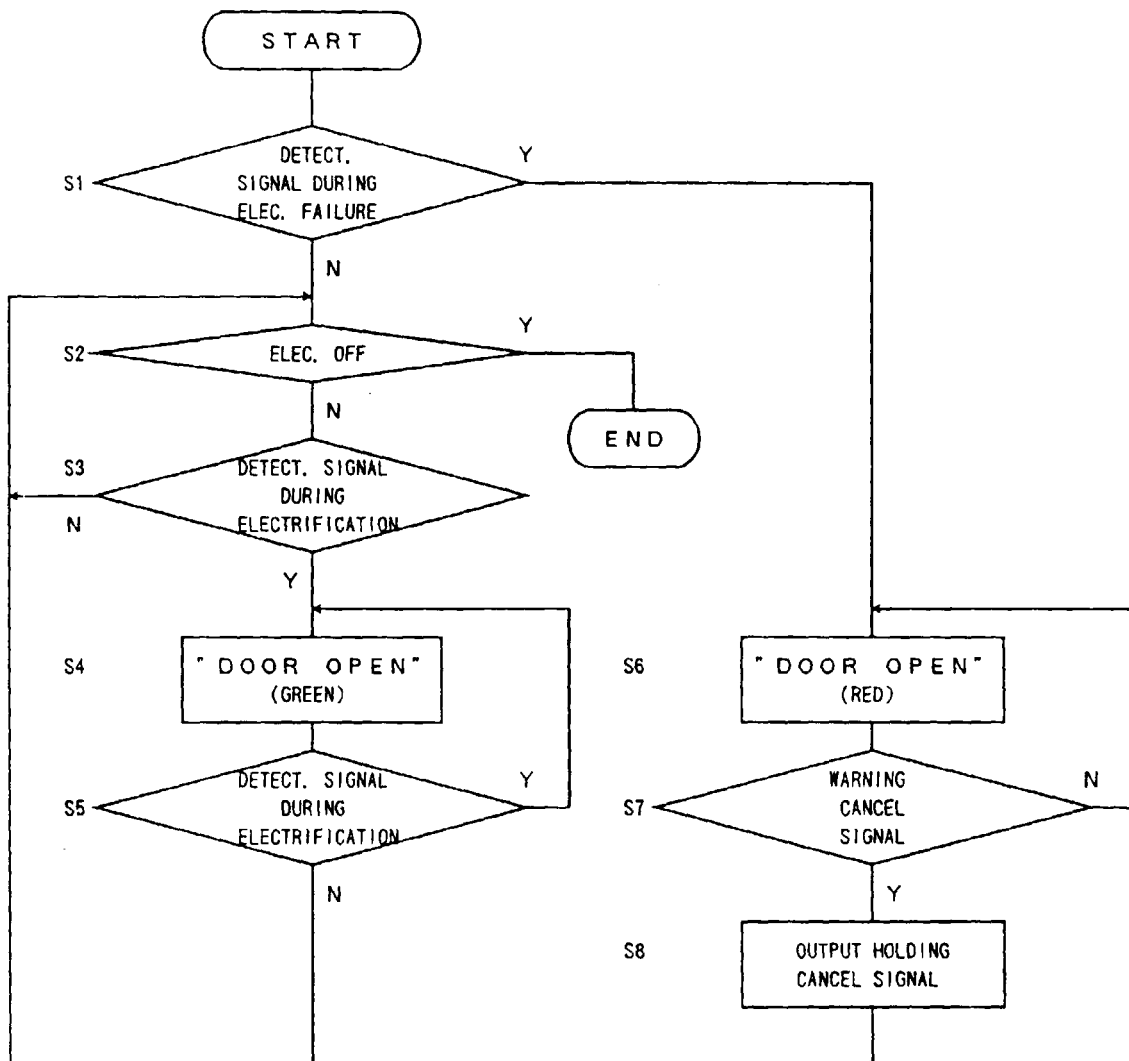 START
DETECT.
SIGNAL DURING
ELEC. FAILURE
S1
Y
N
S2
ELEC. OFF
Y
N
END
S3
DETECT. SIGNAL
DURING
ELECTRIFICATION
N
Y
S4
"DOOR OPEN"
(GREEN)
S5
DETECT. SIGNAL
DURING
ELECTRIFICATION
Y
N
S6
"DOOR OPEN"
(RED)
S7
WARNING
CANCEL
SIGNAL
N
Y
S8
OUTPUT HOLDING
CANCEL SIGNAL